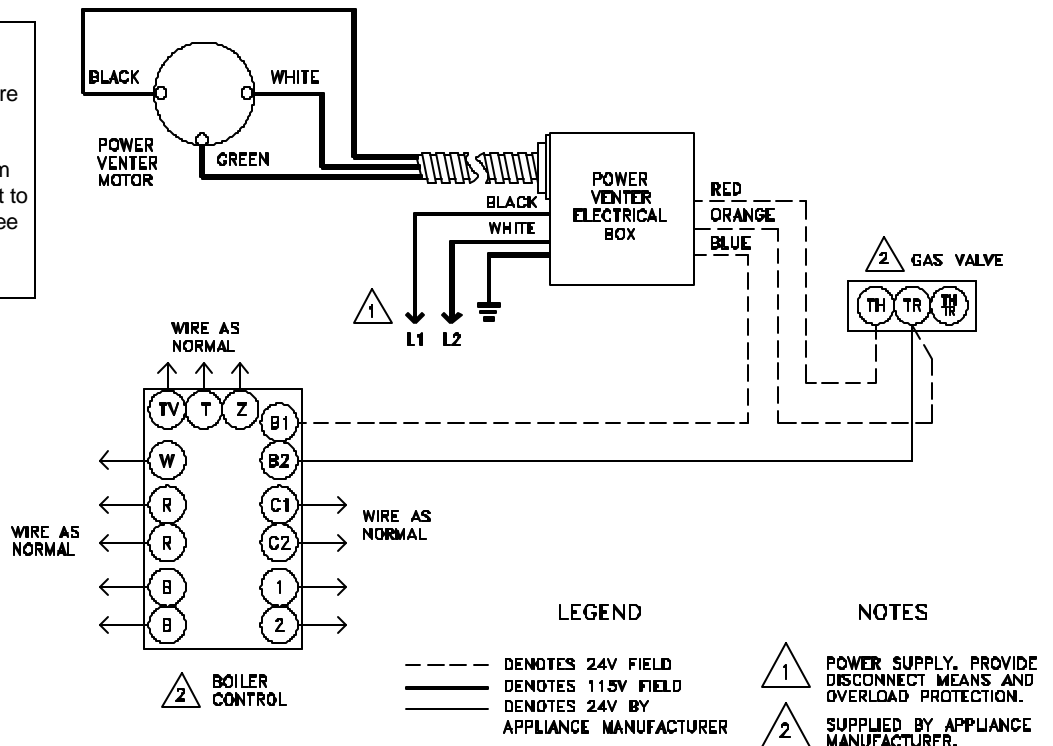 re
m
t to
ee
BLACK
WHITE
GREEN
POWER
VENTER
MOTOR
BLACK
WHITE
POWER
VENTER
ELECTRICAL
BOX
RED
ORANGE
BLUE
2 GAS VALVE
TH TR TH
TR
1
L1 L2
WIRE AS
NORMAL
TV T Z
B1
W B2
R C1
R C2
B 1
B 2
WIRE AS
NORMAL
WIRE AS
NORMAL
2 BOILER
CONTROL
LEGEND
DENOTES 24V FIELD
DENOTES 115V FIELD
DENOTES 24V BY
APPLIANCE MANUFACTURER
NOTES
1 POWER SUPPLY. PROVIDE
DISCONNECT MEANS AND
OVERLOAD PROTECTION.
2 SUPPLIED BY APPLIANCE
MANUFACTURER.